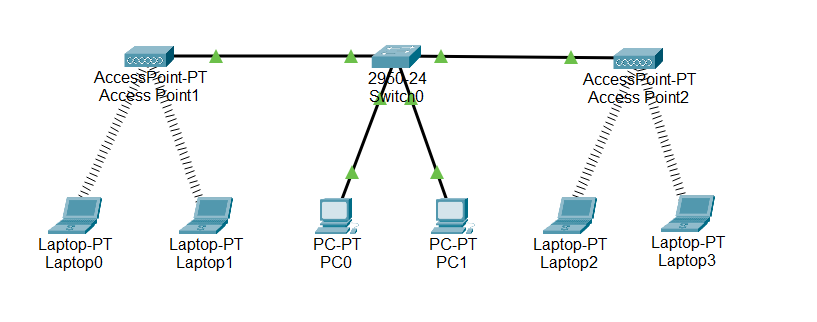 AccessPoint-PT
Access Point1
2950-24
Switch0
AccessPoint-PT
Access Point2
Laptop-PT
Laptop0
Laptop-PT
Laptop1
PC-PT
PC0
PC-PT
PC1
Laptop-PT
Laptop2
Laptop-PT
Laptop3